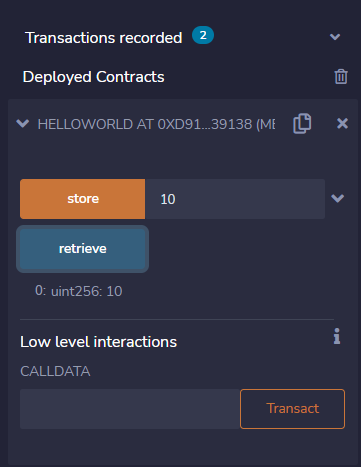 Transactions recorded 2
Deployed Contracts
HELLOWORLD AT 0XD91...39138 (ME
store 10
retrieve
0: uint256: 10
Low level interactions
CALLDATA
Transact